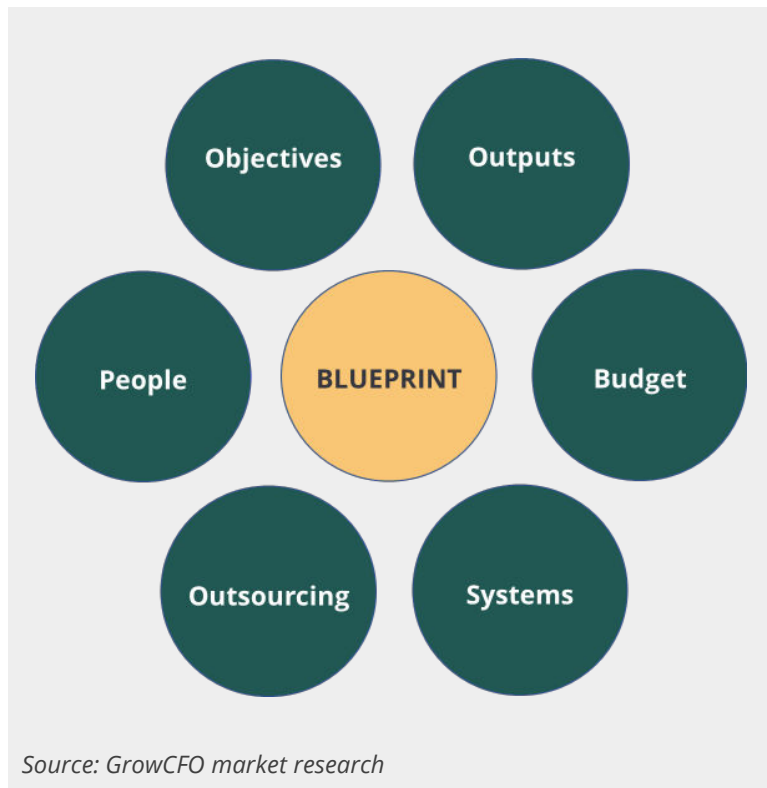 Objectives
Outputs
People
BLUEPRINT
Budget
Outsourcing
Systems
Source: GrowCFO market research